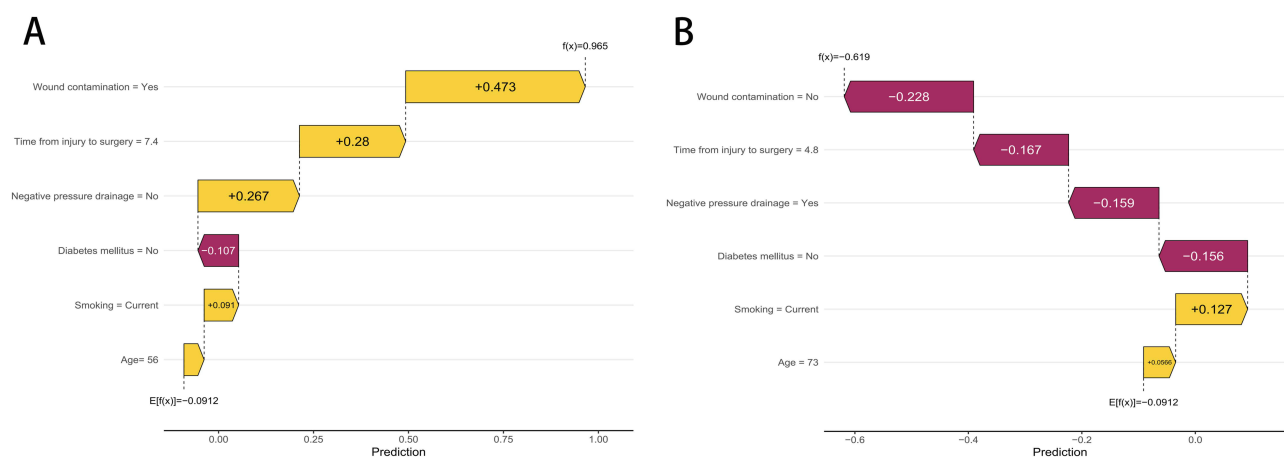 A
f(x)=0.965
Wound contamination = Yes
+0.473
Time from injury to surgery = 7.4
+0.28
Negative pressure drainage = No
+0.267
Diabetes mellitus = No
−0.107
Smoking = Current
+0.091
Age= 56
E[f(x)]=−0.0912
0.00 0.25 0.50 0.75 1.00
Prediction
B
f(x)=−0.619
Wound contamination = No
−0.228
Time from injury to surgery = 4.8
−0.167
Negative pressure drainage = Yes
−0.159
Diabetes mellitus = No
−0.156
Smoking = Current
+0.127
Age = 73
+0.0566
E[f(x)]=−0.0912
−0.6 −0.4 −0.2 0.0
Prediction